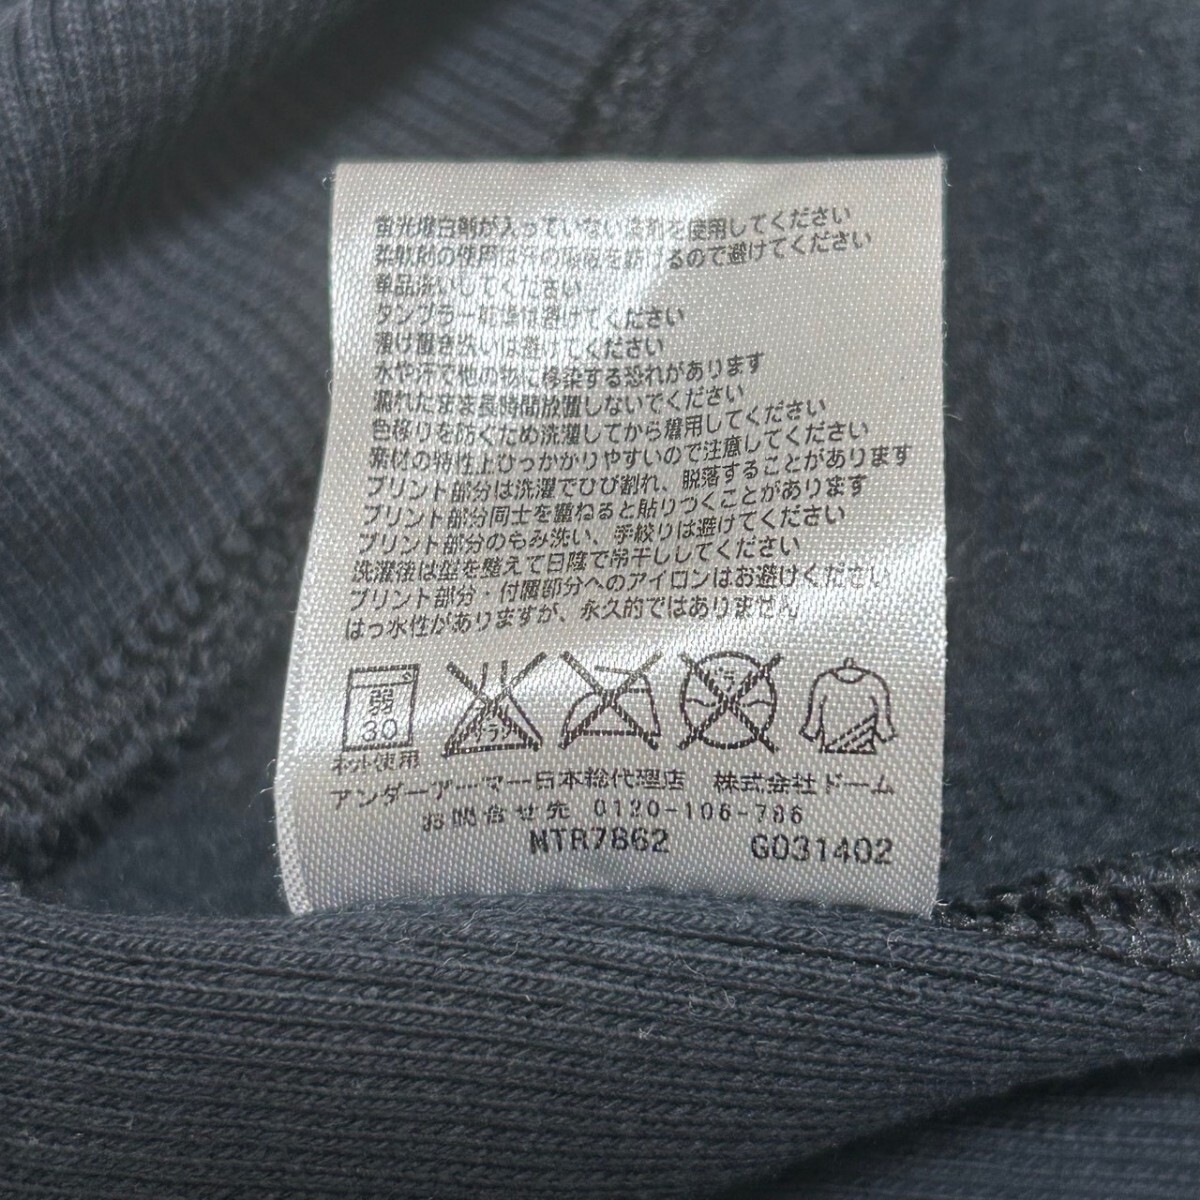 蛍光増白剤が入っていない洗剤を使用してください
柔軟剤の使用は汗の吸収を妨げるので避けてください
単品洗いしてください
タンブラー乾燥は避けてください
漬け置き洗いは避けてください
水や汗で他の物に移染する恐れがあります
濡れたまま長時間放置しないでください
色移りを防ぐため洗濯してから着用してください
素材の特性上ひっかかりやすいので注意してください
プリント部分は洗濯でひび割れ、脱落することがあります
プリント部分同士を重ねると貼りつくことがあります
プリント部分のもみ洗い、手絞りは避けてください
洗濯後は型を整えて日陰で吊干ししてください
プリント部分・付属部分へのアイロンはお避けください
はっ水性がありますが、永久的ではありません
弱
30
エンソ
サラシ
ドライ
ネット使用
アンダーアーマー日本総代理店 株式会社ドーム
お問合せ先 0120-106-786
MTR7862 G031402